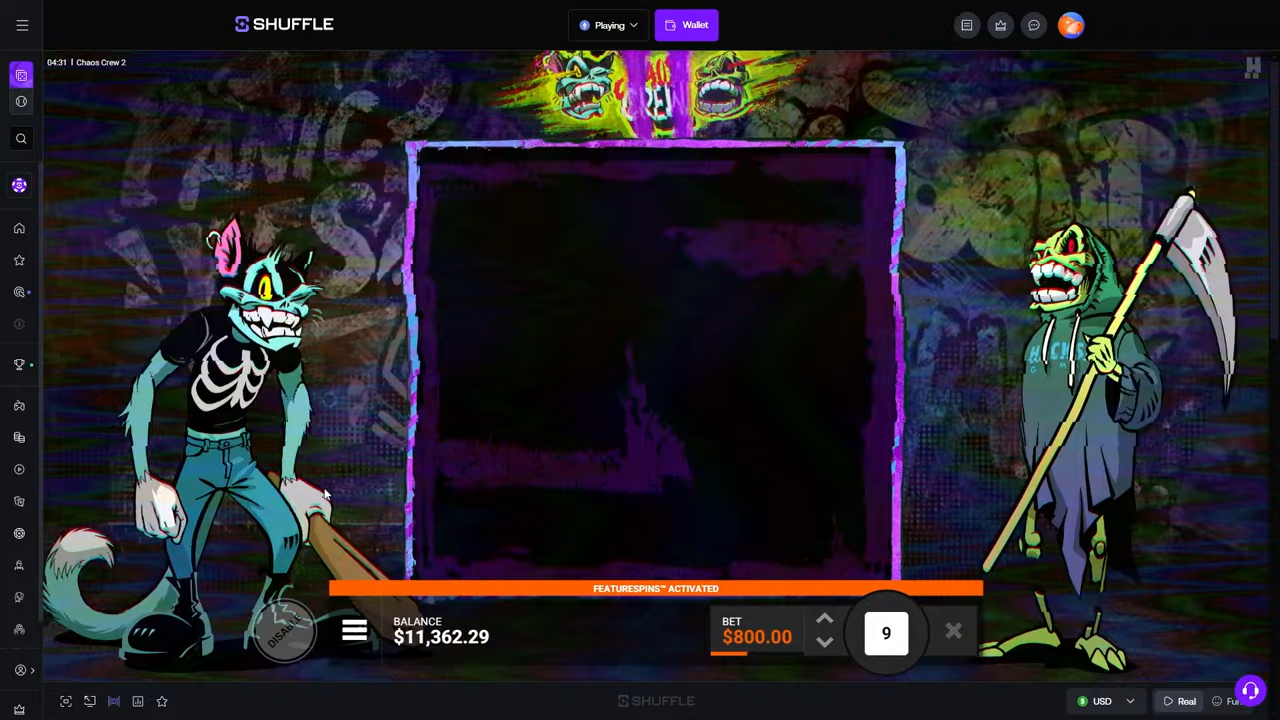 SHUFFLE
Playing
Wallet
04:31 | Chaos Crew 2
FEATURESPINS™ ACTIVATED
DISABLE
BALANCE
$11,362.29
BET
$800.00
9
SHUFFLE
USD
Real